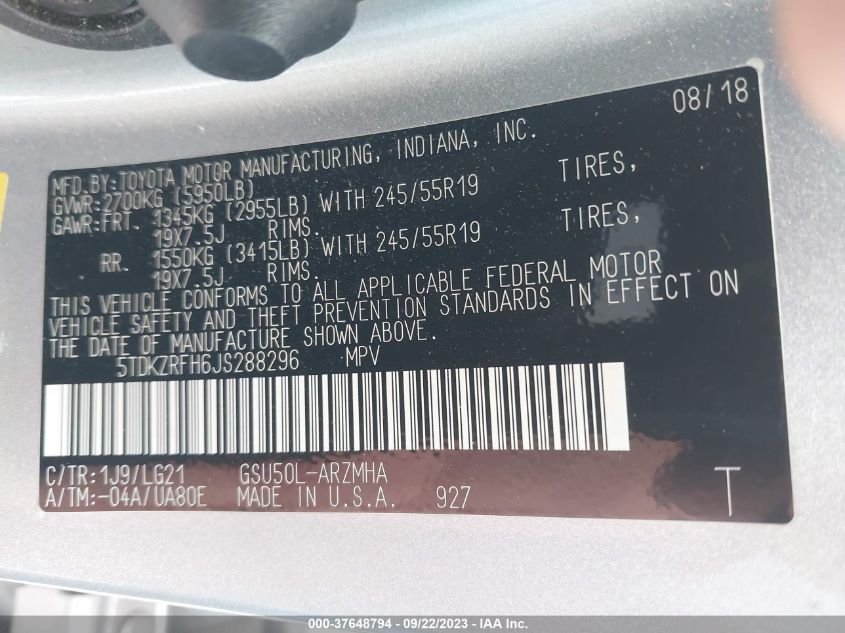 08/18
MFD.BY:TOYOTA MOTOR MANUFACTURING, INDIANA, INC.
GVWR:2700KG (5950LB)
GAWR:FRT. 1345KG (2955LB) WITH 245/55R19 TIRES,
19X7.5J RIMS.
RR. 1550KG (3415LB) WITH 245/55R19 TIRES,
19X7.5J RIMS.
THIS VEHICLE CONFORMS TO ALL APPLICABLE FEDERAL MOTOR
VEHICLE SAFETY AND THEFT PREVENTION STANDARDS IN EFFECT ON
THE DATE OF MANUFACTURE SHOWN ABOVE.
5TDKZRFH6JS288296 MPV
C/TR:1J9/LG21 GSU50L-ARZMHA
A/TM:-04A/UA80E MADE IN U.S.A. 927 T
000-37648794 - 09/22/2023 - IAA Inc.